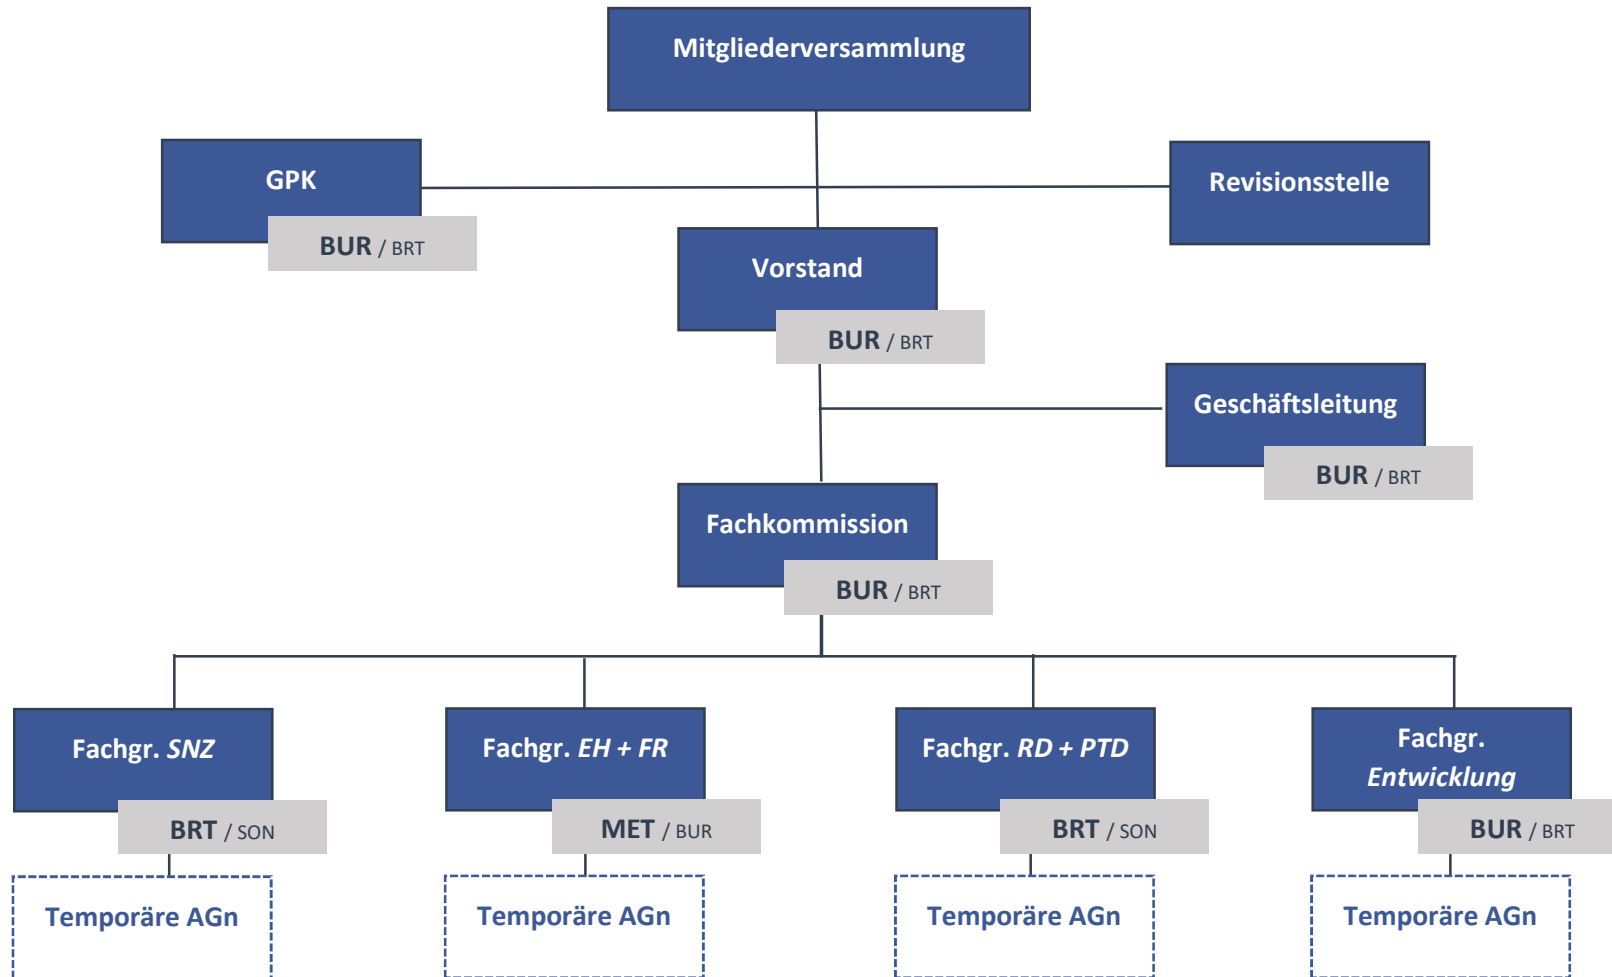 Mitgliederversammlung
GPK
BUR / BRT
Revisionsstelle
Vorstand
BUR / BRT
Geschäftsleitung
BUR / BRT
Fachkommission
BUR / BRT
Fachgr. SNZ
BRT / SON
Fachgr. EH + FR
MET / BUR
Fachgr. RD + PTD
BRT / SON
Fachgr.
Entwicklung
BUR / BRT
Temporäre AGn
Temporäre AGn
Temporäre AGn
Temporäre AGn